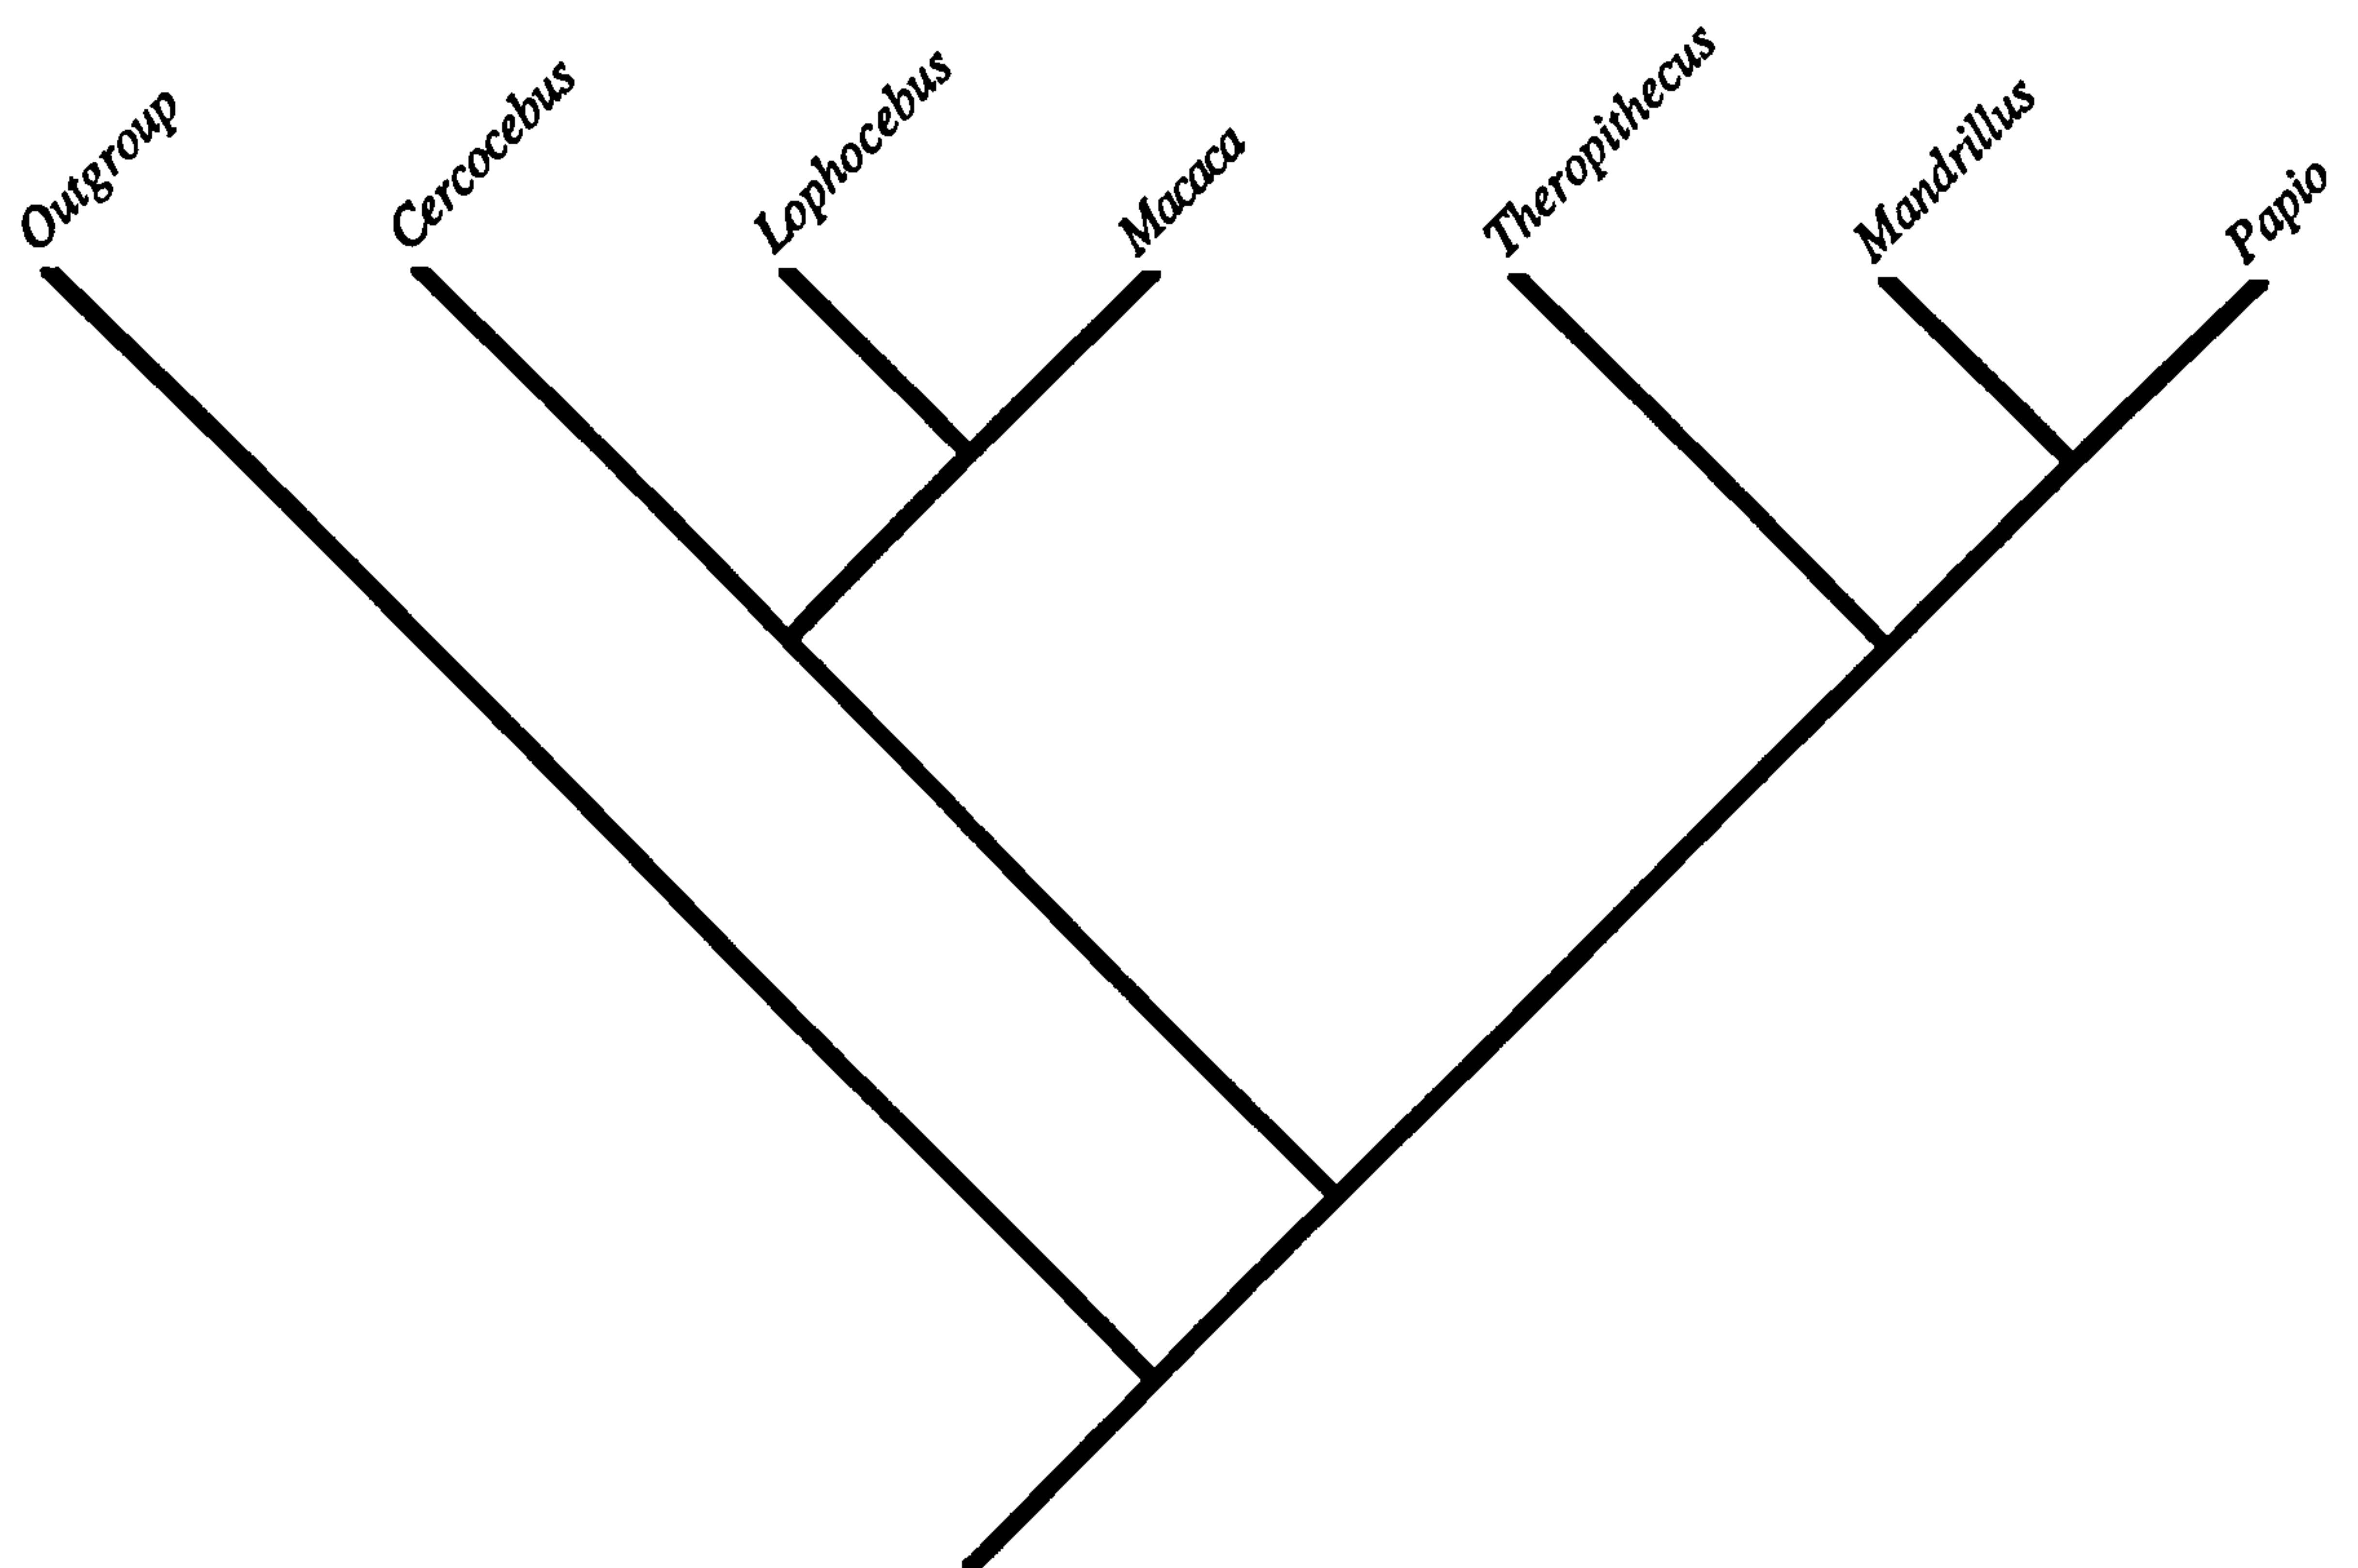 Outgroup
Cercocebus
Lophocebus
Macaca
Theropithecus
Mandrillus
Papio